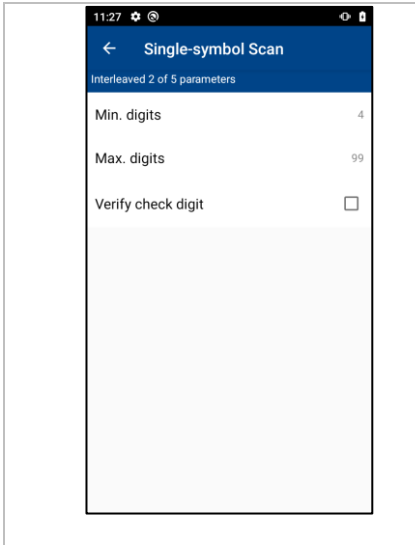 11:27
Single-symbol Scan
Interleaved 2 of 5 parameters
Min. digits 4
Max. digits 99
Verify check digit